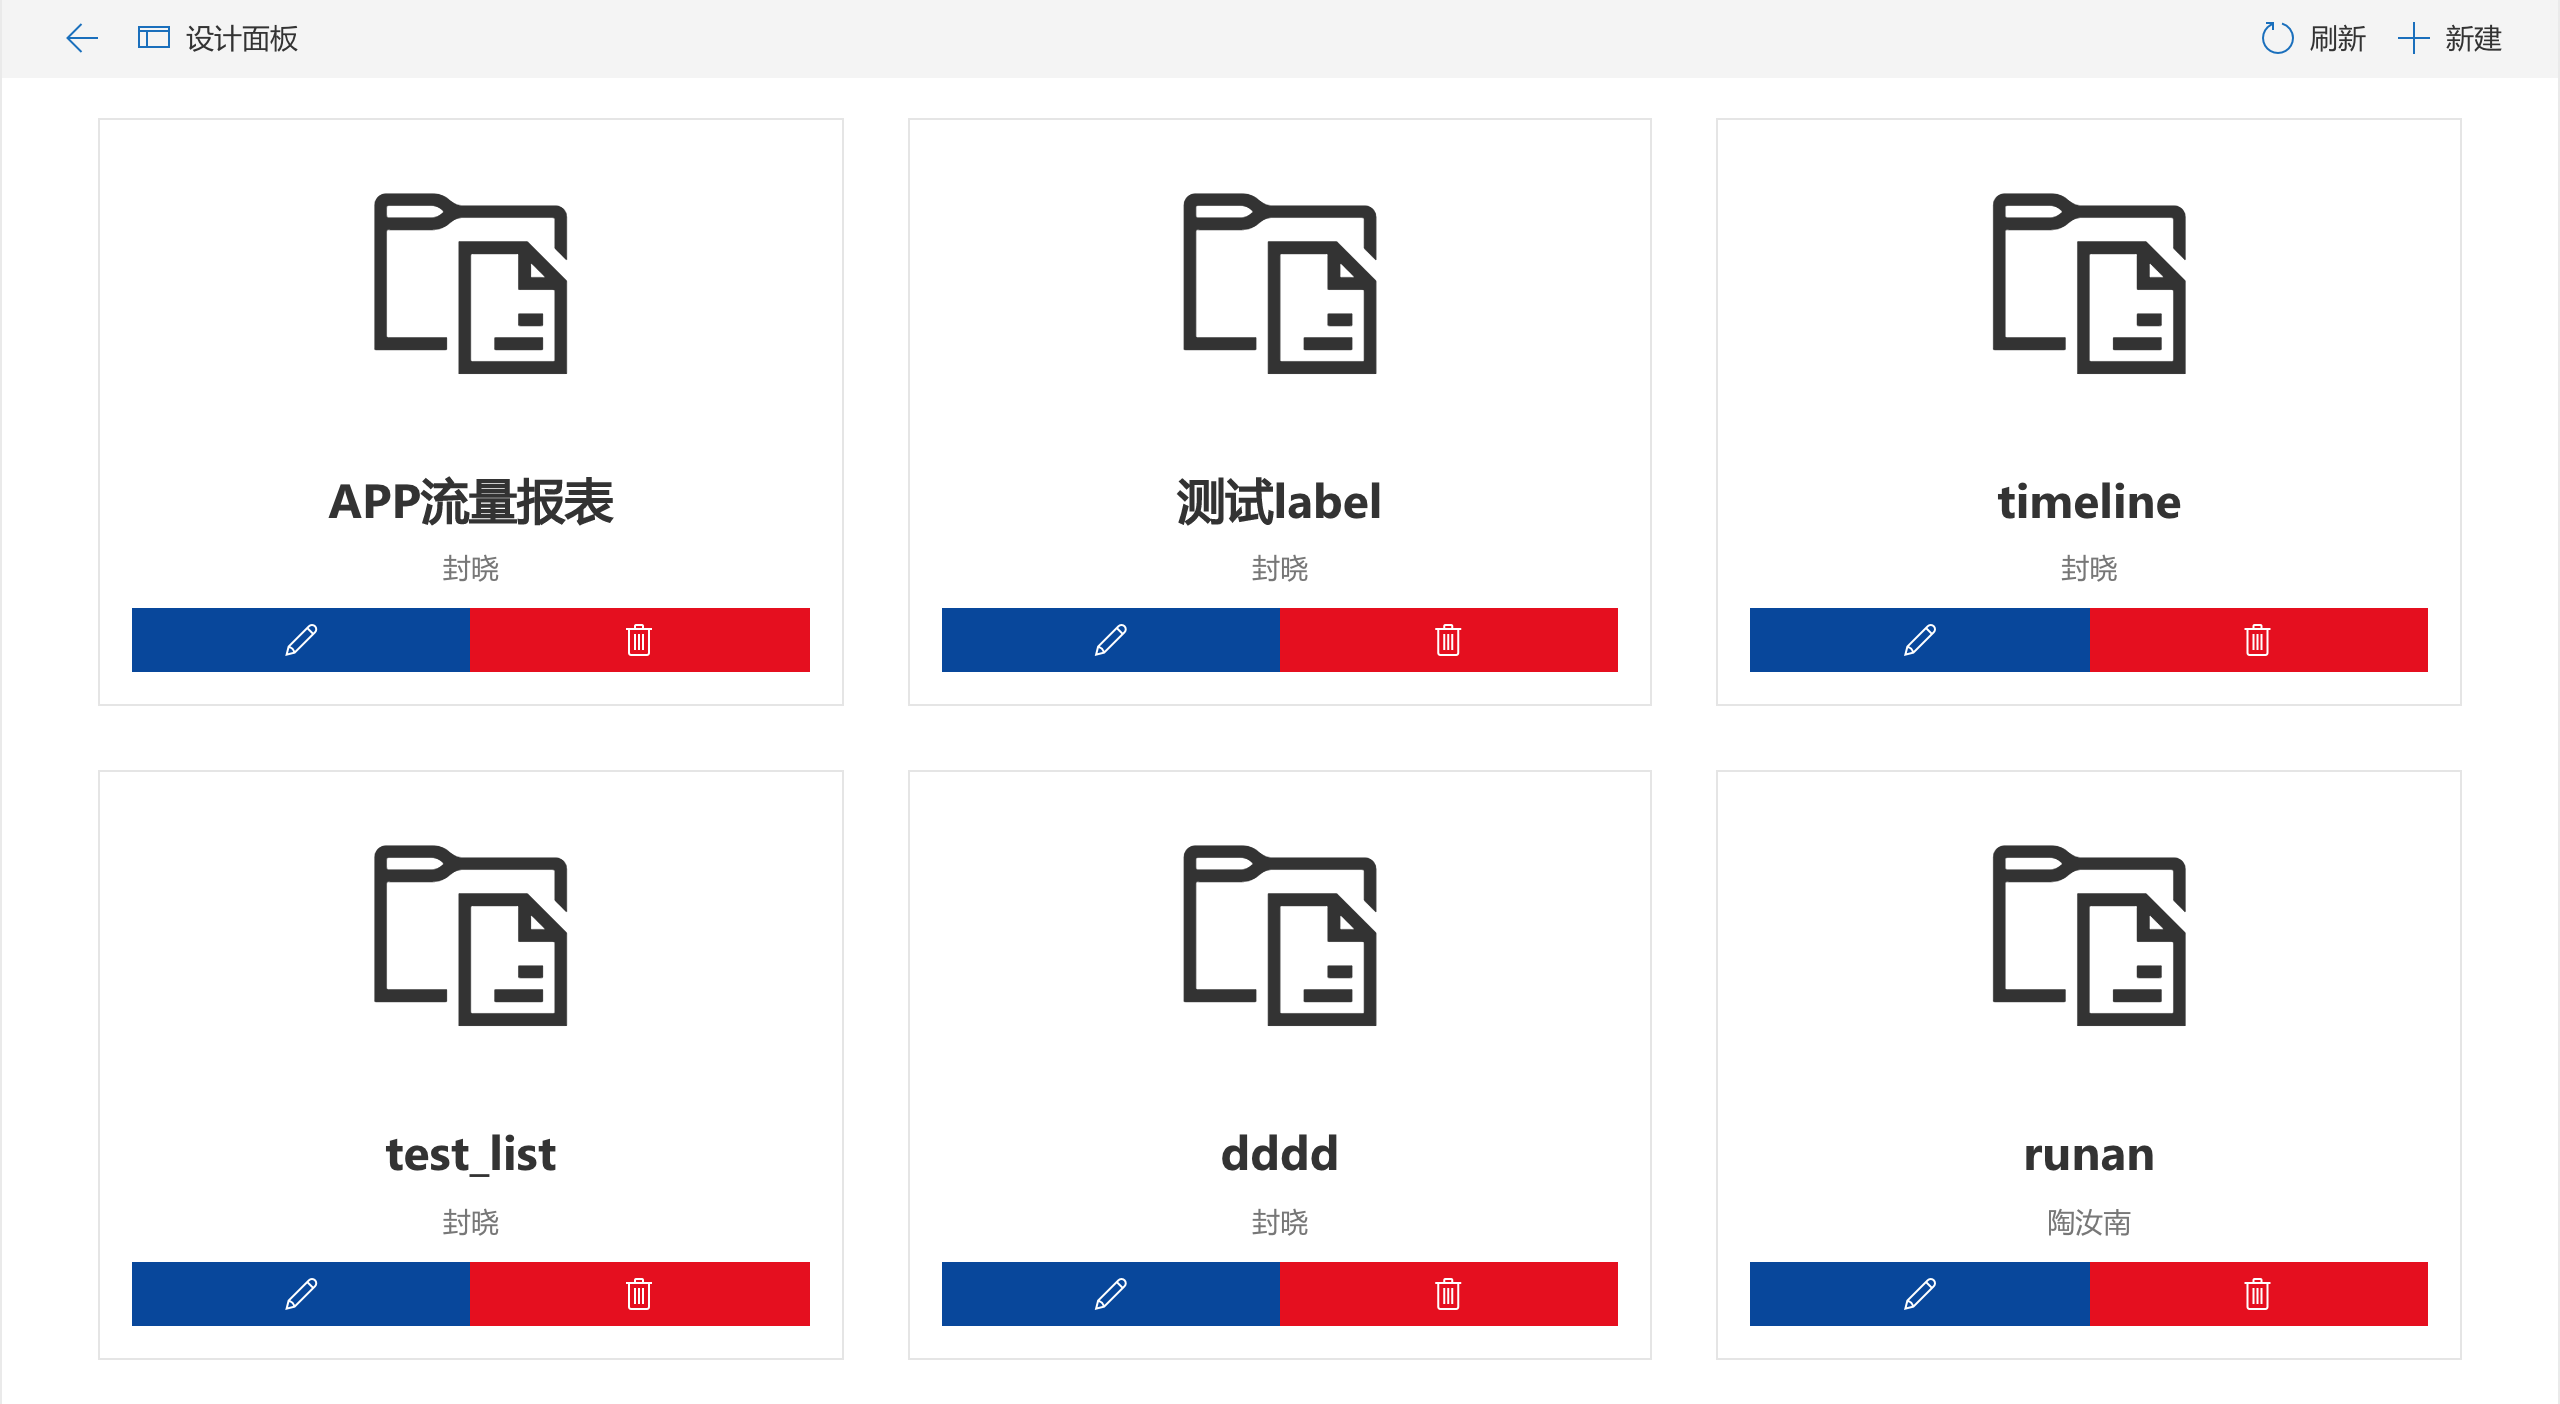 设计面板
刷新
新建
APP流量报表
封晓
测试label
封晓
timeline
封晓
test_list
封晓
dddd
封晓
runan
陶汝南